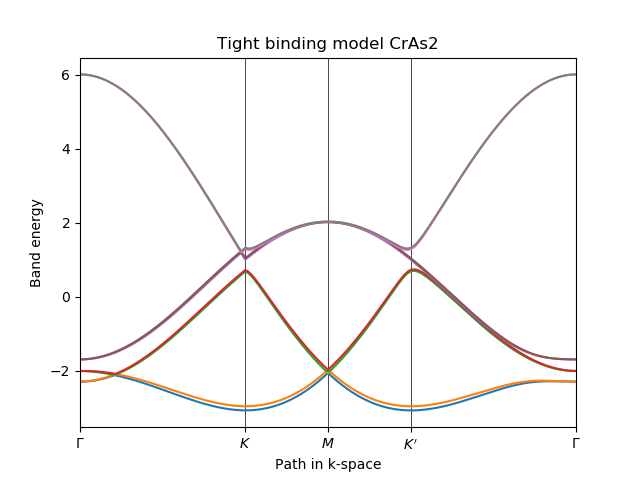 Tight binding model CrAs2
Band energy
6
4
2
0
−2
Γ
K
M
K′
Γ
Path in k-space